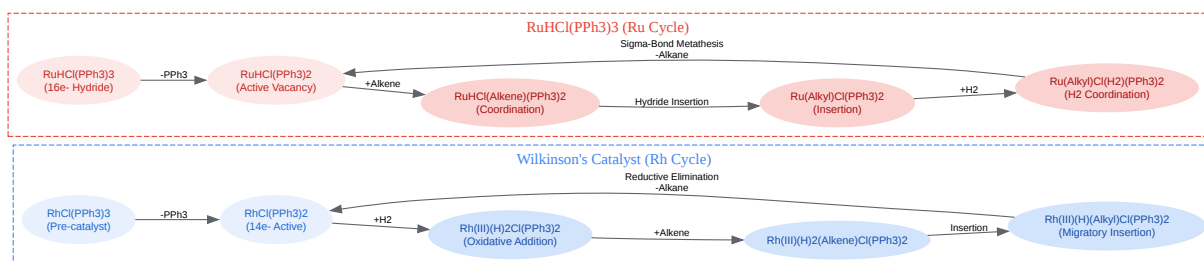 RuHCl(PPh3)3 (Ru Cycle)
Sigma-Bond Metathesis
-Alkane
RuHCl(PPh3)3
(16e- Hydride)
-PPh3
RuHCl(PPh3)2
(Active Vacancy)
+Alkene
RuHCl(Alkene)(PPh3)2
(Coordination)
Hydride Insertion
Ru(Alkyl)Cl(PPh3)2
(Insertion)
+H2
Ru(Alkyl)Cl(H2)(PPh3)2
(H2 Coordination)
Wilkinson's Catalyst (Rh Cycle)
Reductive Elimination
-Alkane
RhCl(PPh3)3
(Pre-catalyst)
-PPh3
RhCl(PPh3)2
(14e- Active)
+H2
Rh(III)(H)2Cl(PPh3)2
(Oxidative Addition)
+Alkene
Rh(III)(H)2(Alkene)Cl(PPh3)2
Insertion
Rh(III)(H)(Alkyl)Cl(PPh3)2
(Migratory Insertion)